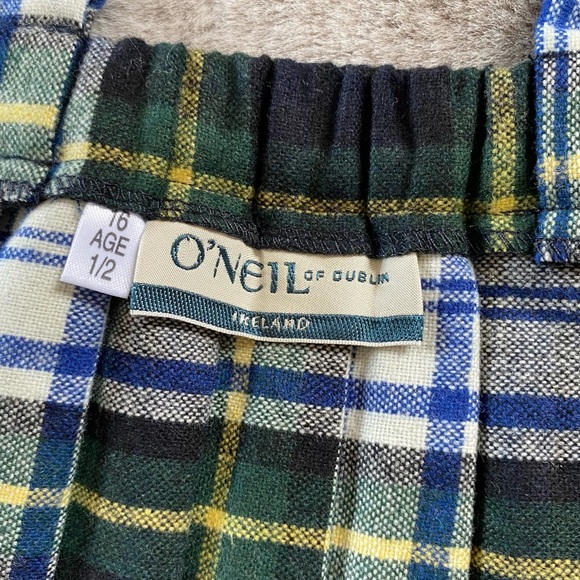 16
AGE
1/2
O'NEIL OF DUBLIN
IRELAND